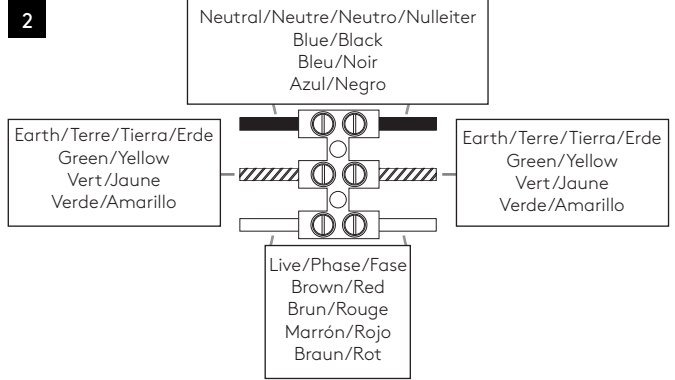 2
Neutral/Neutre/Neutro/Nulleiter
Blue/Black
Bleu/Noir
Azul/Negro
Earth/Terre/Tierra/Erde
Green/Yellow
Vert/Jaune
Verde/Amarillo
Earth/Terre/Tierra/Erde
Green/Yellow
Vert/Jaune
Verde/Amarillo
Live/Phase/Fase
Brown/Red
Brun/Rouge
Marrón/Rojo
Braun/Rot